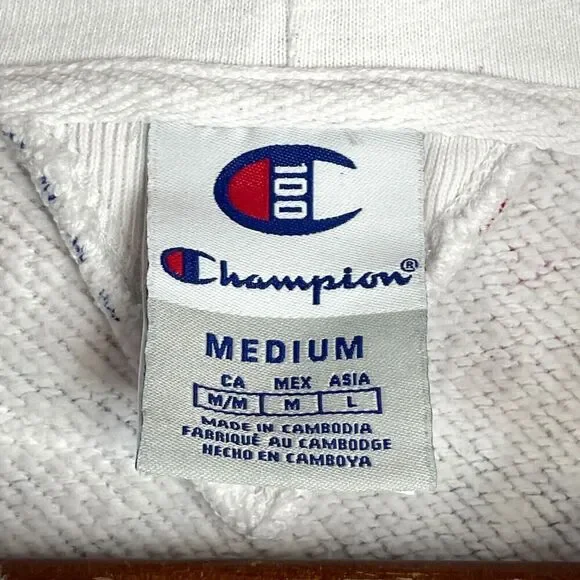 100
Champion®
MEDIUM
CA MEX ASIA
M/M M L
MADE IN CAMBODIA
FABRIQUÉ AU CAMBODGE
HECHO EN CAMBOYA